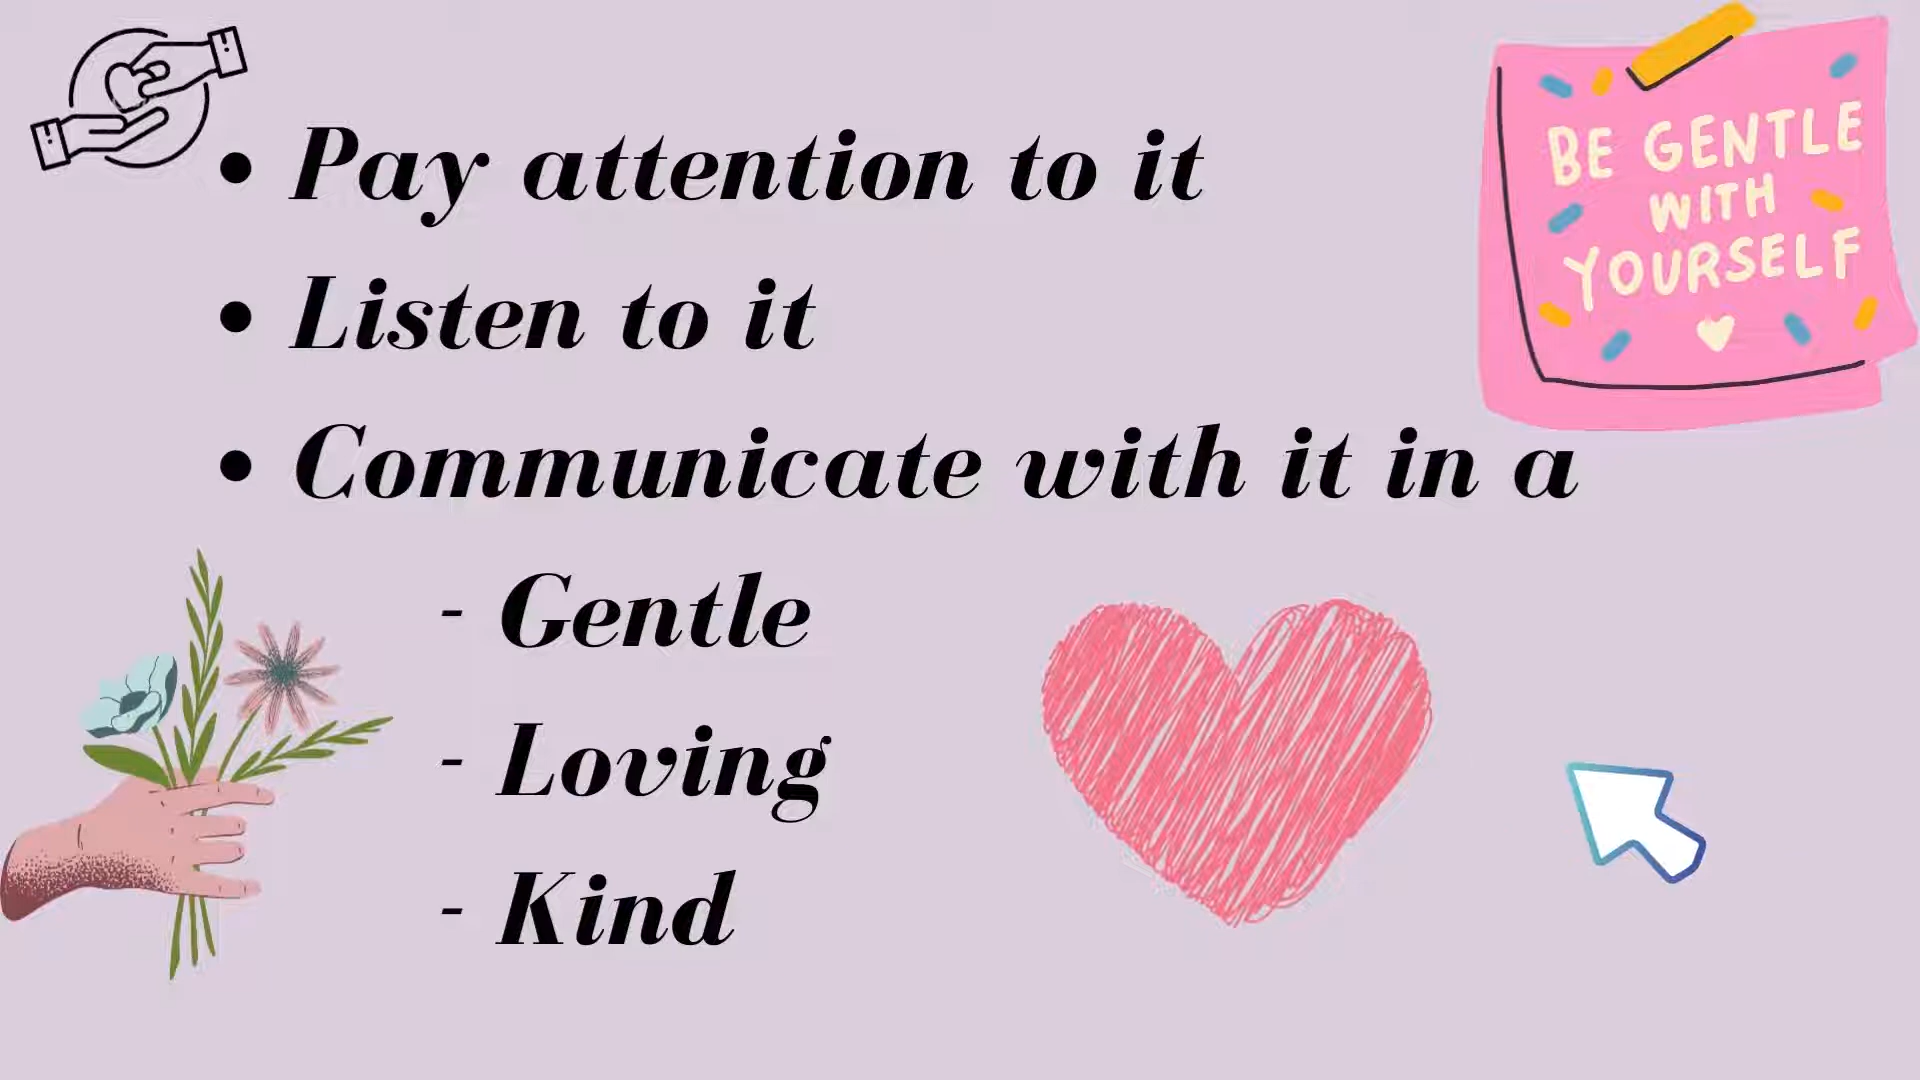 • Pay attention to it
• Listen to it
• Communicate with it in a
- Gentle
- Loving
- Kind
BE GENTLE
WITH
YOURSELF